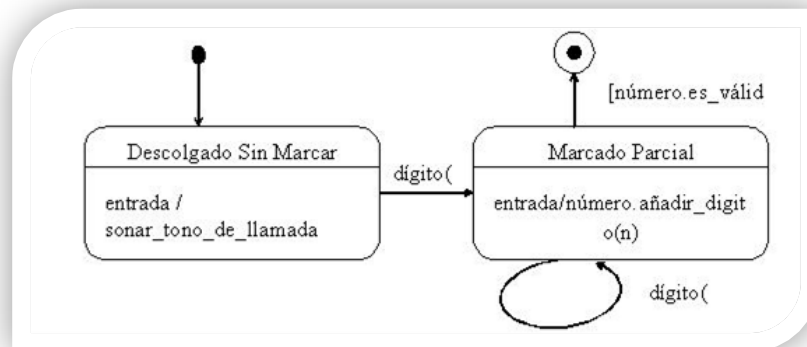 [número.es_válid
Descolgado Sin Marcar
entrada /
sonar_tono_de_llamada
dígito(
Marcado Parcial
entrada/número.añadir_digit
o(n)
dígito(